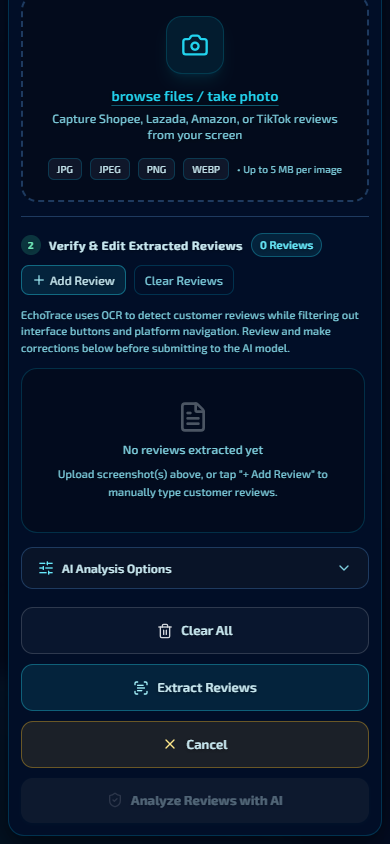 browse files / take photo
Capture Shopee, Lazada, Amazon, or TikTok reviews
from your screen
JPG JPEG PNG WEBP • Up to 5 MB per image
2 Verify & Edit Extracted Reviews 0 Reviews
+ Add Review Clear Reviews
EchoTrace uses OCR to detect customer reviews while filtering out
interface buttons and platform navigation. Review and make
corrections below before submitting to the AI model.
No reviews extracted yet
Upload screenshot(s) above, or tap "+ Add Review" to
manually type customer reviews.
AI Analysis Options
Clear All
Extract Reviews
Cancel
Analyze Reviews with AI